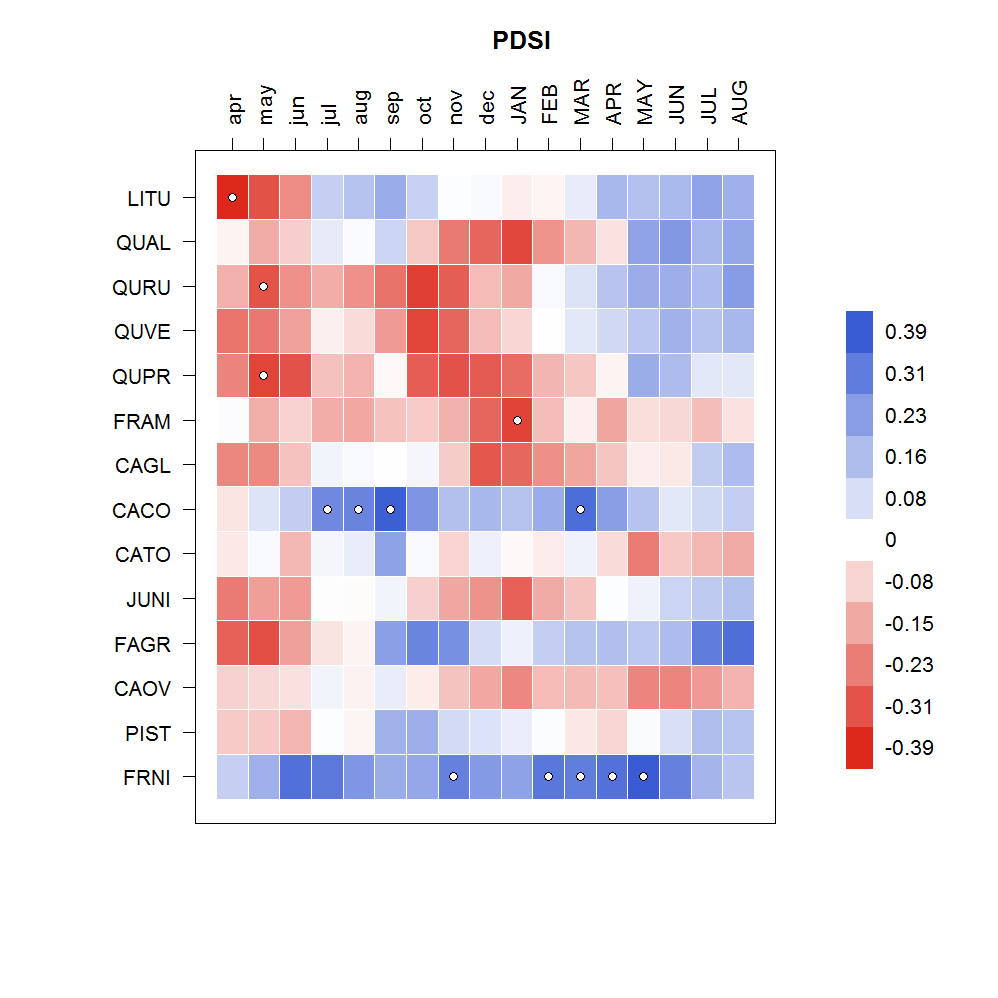 PDSI
apr may jun jul aug sep oct nov dec JAN FEB MAR APR MAY JUN JUL AUG
LITU
QUAL
QURU
QUVE
QUPR
FRAM
CAGL
CACO
CATO
JUNI
FAGR
CAOV
PIST
FRNI
0.39
0.31
0.23
0.16
0.08
0
-0.08
-0.15
-0.23
-0.31
-0.39